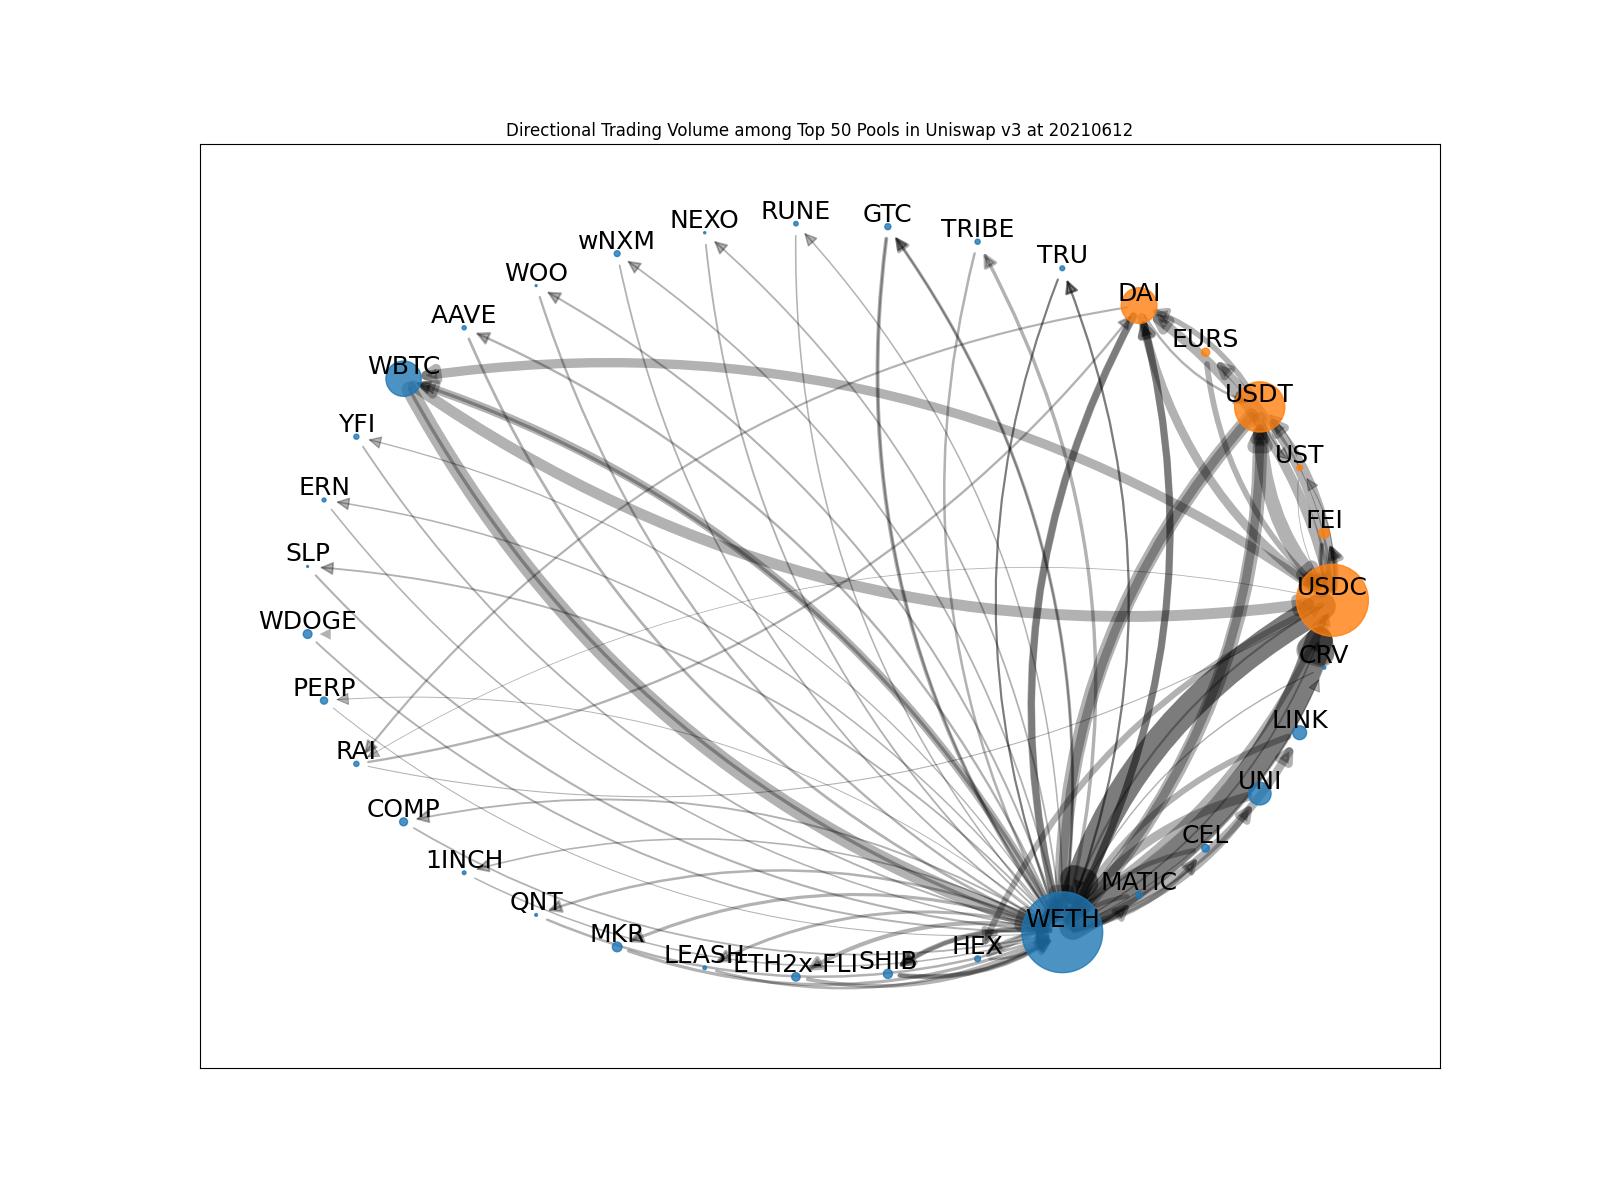 Directional Trading Volume among Top 50 Pools in Uniswap v3 at 20210612
RUNE
GTC
NEXO
TRIBE
wNXM
TRU
WOO
DAI
AAVE
EURS
WBTC
USDT
YFI
UST
ERN
FEI
SLP
USDC
WDOGE
CRV
PERP
LINK
RAI
UNI
COMP
CEL
1INCH
MATIC
QNT
WETH
MKR
HEX
LEASH
ETH2x-FLI
SHIB